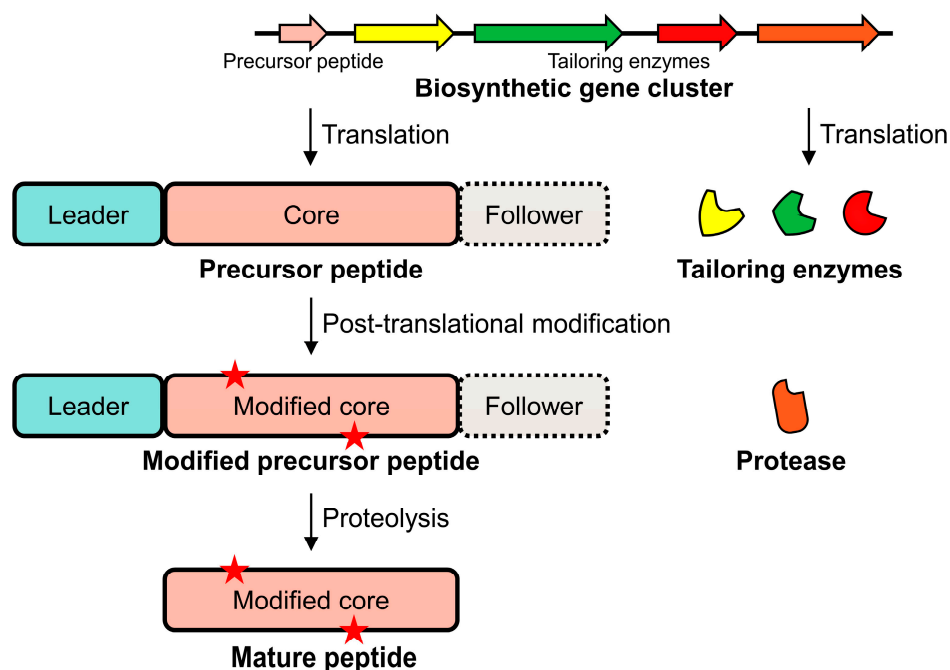 Precursor peptide
Tailoring enzymes
Biosynthetic gene cluster
Translation
Translation
Leader
Core
Follower
Precursor peptide
Tailoring enzymes
Post-translational modification
Leader
Modified core
Follower
Modified precursor peptide
Protease
Proteolysis
Modified core
Mature peptide